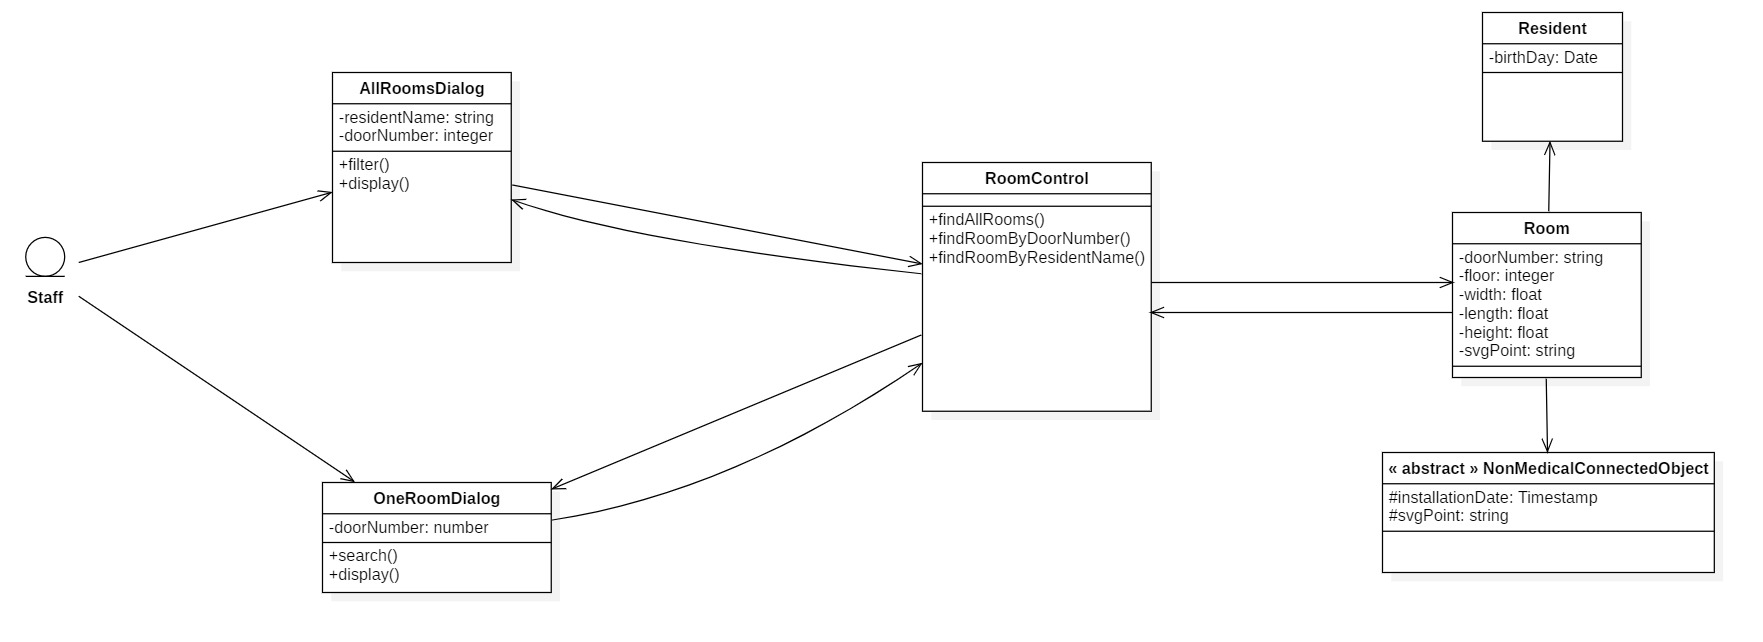 Staff
AllRoomsDialog
-residentName: string
-doorNumber: integer
+filter()
+display()
OneRoomDialog
-doorNumber: number
+search()
+display()
RoomControl
+findAllRooms()
+findRoomByDoorNumber()
+findRoomByResidentName()
Resident
-birthDay: Date
Room
-doorNumber: string
-floor: integer
-width: float
-length: float
-height: float
-svgPoint: string
« abstract » NonMedicalConnectedObject
#installationDate: Timestamp
#svgPoint: string